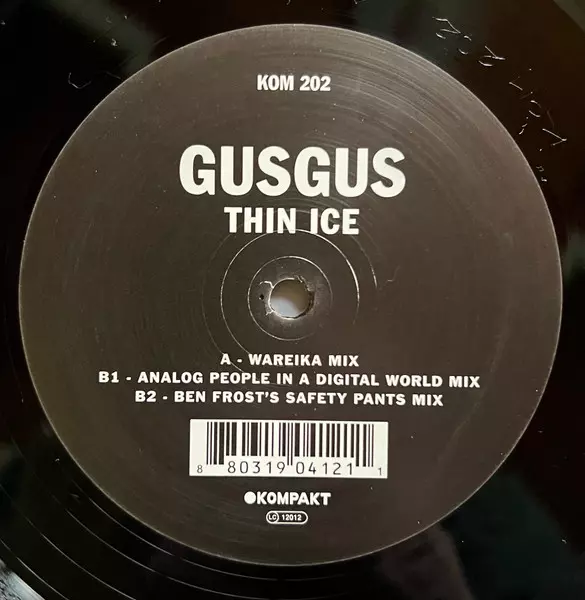 KOM 202
GUSGUS
THIN ICE
A - WAREIKA MIX
B1 - ANALOG PEOPLE IN A DIGITAL WORLD MIX
B2 - BEN FROST'S SAFETY PANTS MIX
8 80319 04121 1
KOMPAKT
LC 12012